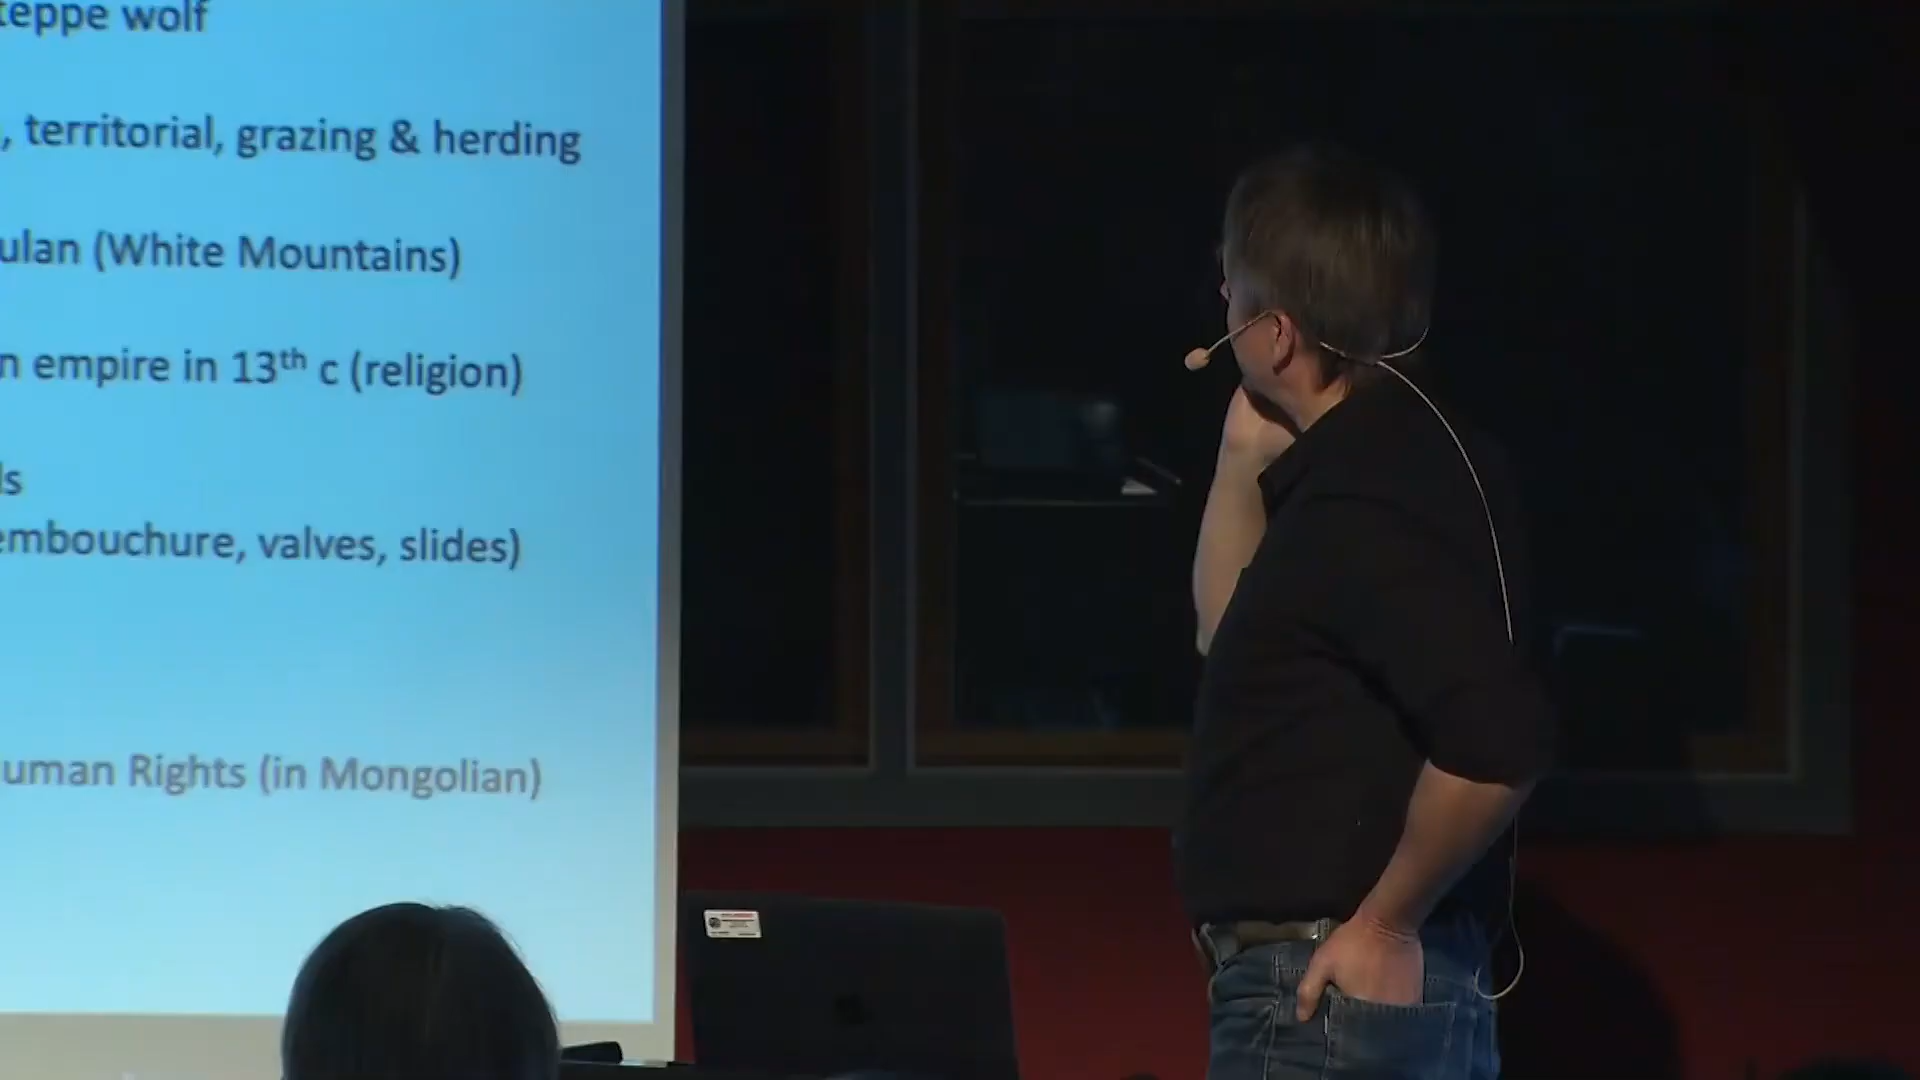 teppe wolf
, territorial, grazing & herding
ulan (White Mountains)
n empire in 13th c (religion)
ls
embouchure, valves, slides)
uman Rights (in Mongolian)